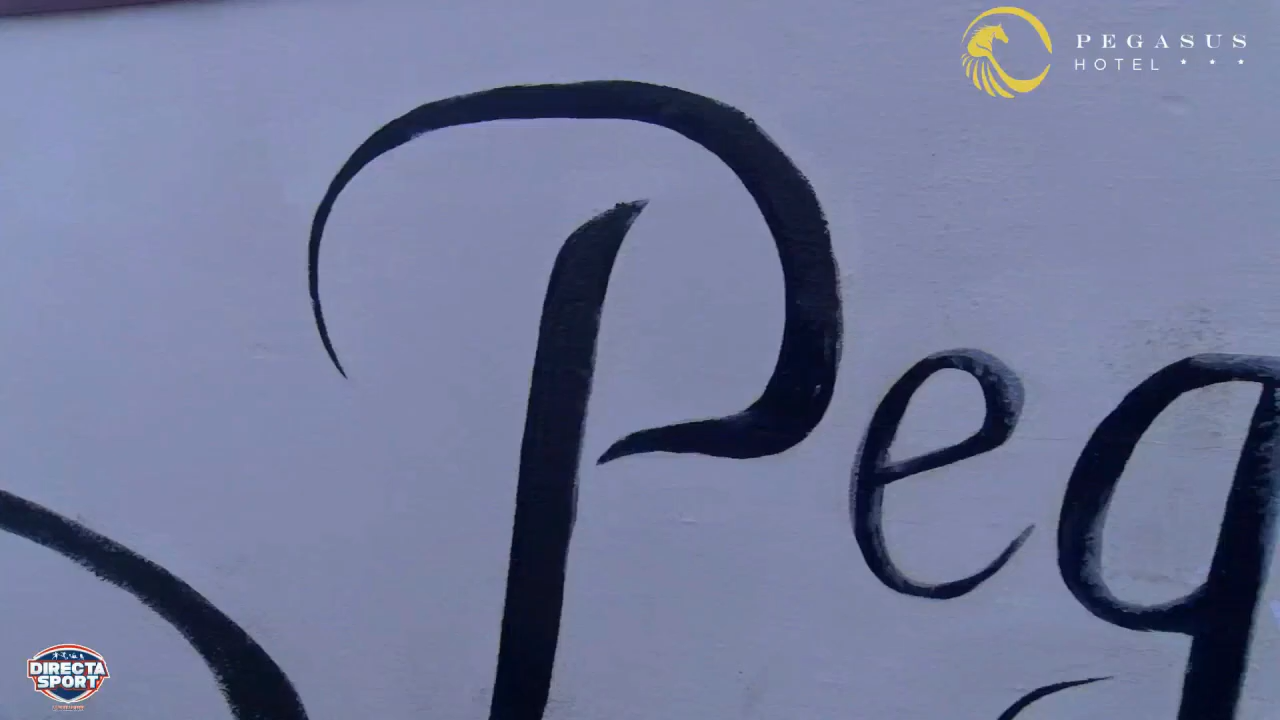 PEGASUS
HOTEL ★ ★ ★
Peg
DIRECTA
SPORT